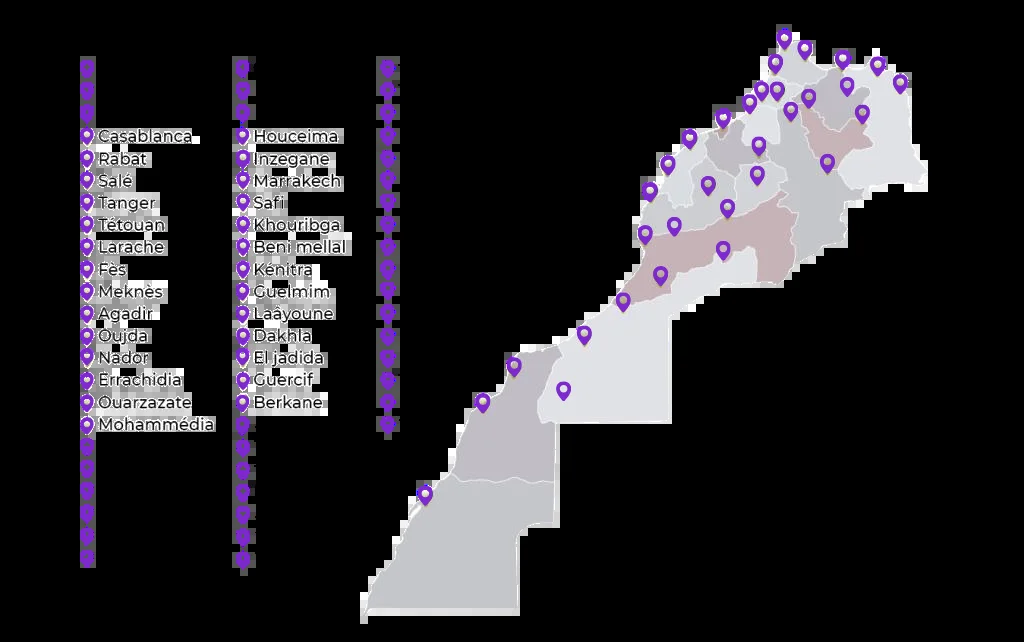 Casablanca
Rabat
Salé
Tanger
Tétouan
Larache
Fès
Meknès
Agadir
Oujda
Nador
Errachidia
Ouarzazate
Mohammédia
Houceima
Inzegane
Marrakech
Safi
Khouribga
Beni mellal
Kénitra
Guelmim
Laâyoune
Dakhla
El jadida
Guercif
Berkane